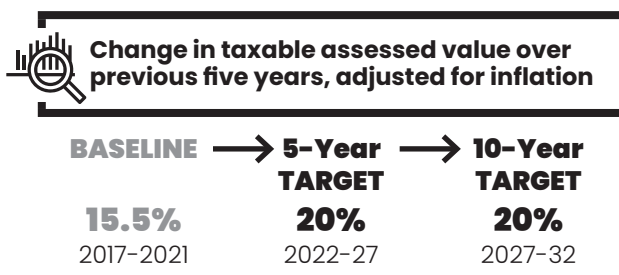 Change in taxable assessed value over
previous five years, adjusted for inflation
BASELINE 5-Year 10-Year
TARGET TARGET
15.5% 20% 20%
2017-2021 2022-27 2027-32